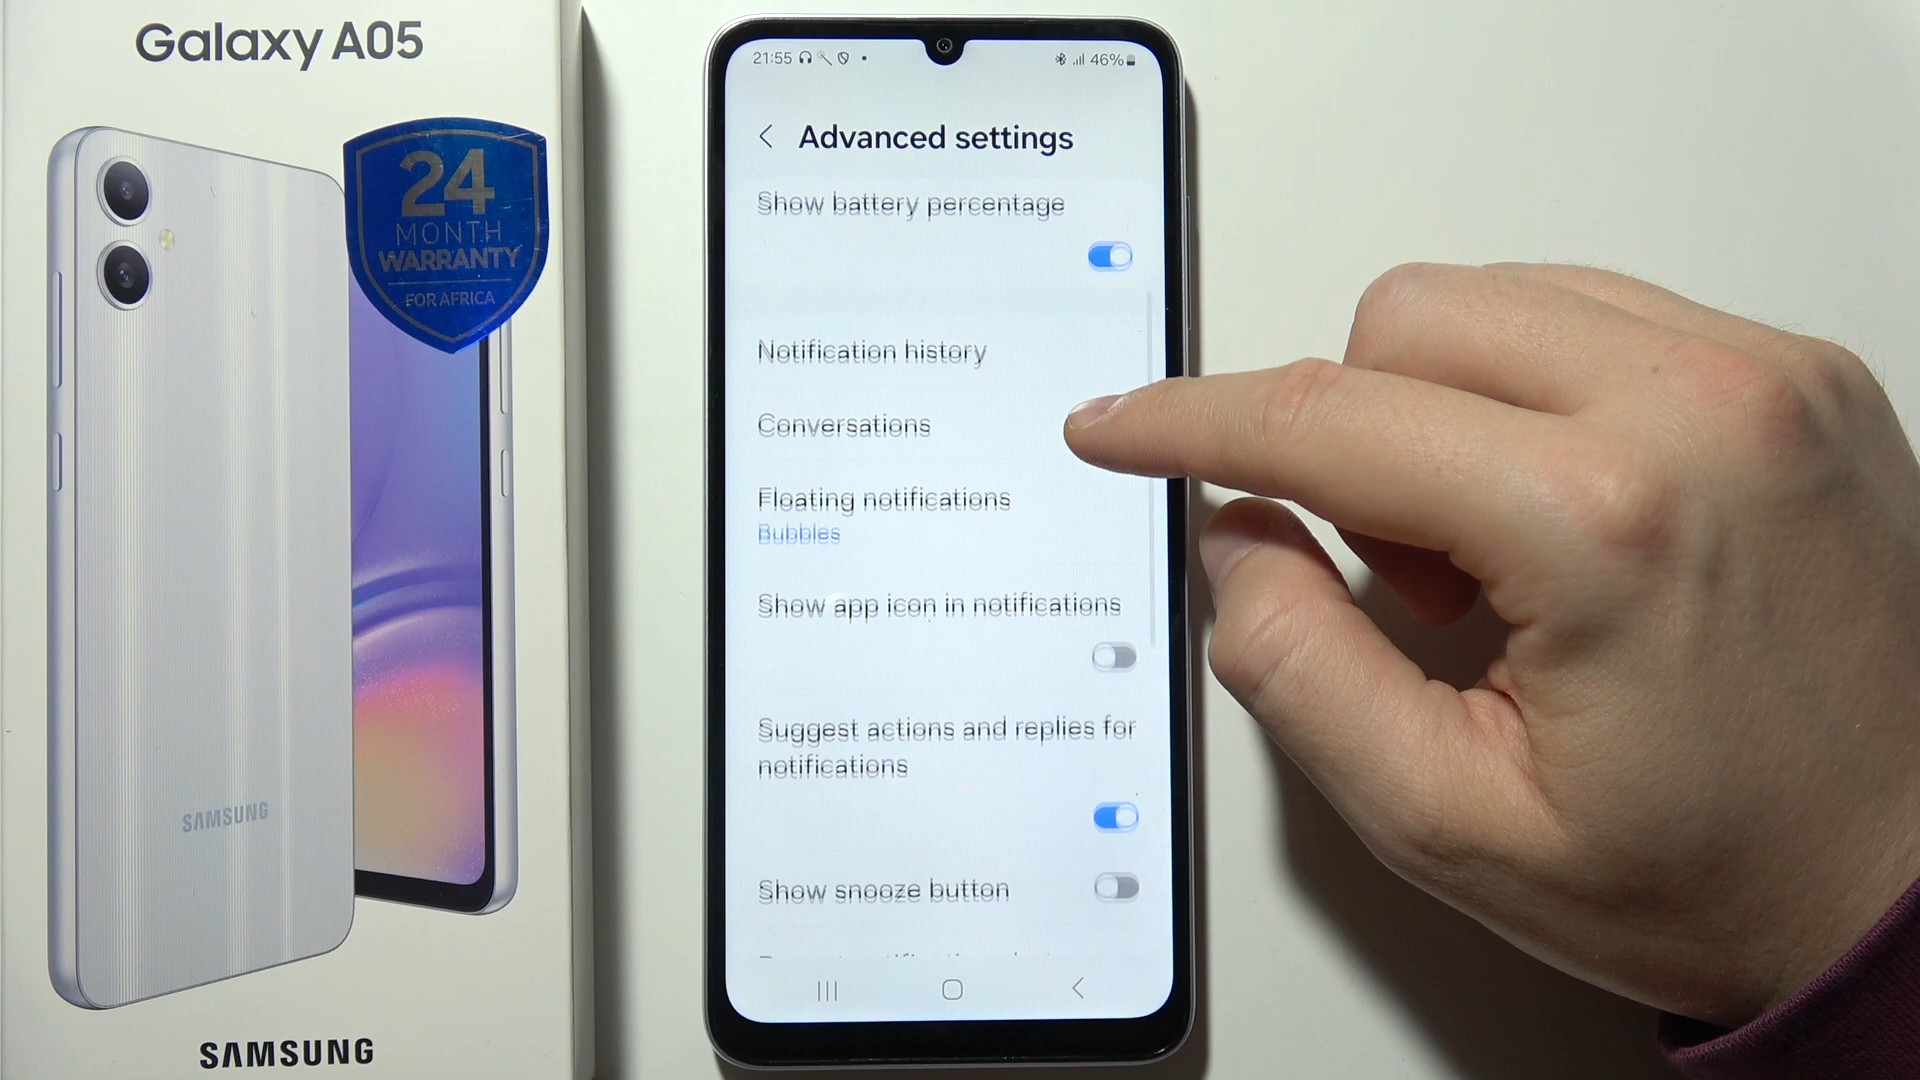 Galaxy A05
24
MONTH
WARRANTY
FOR AFRICA
SAMSUNG
SAMSUNG
21:55
46%
Advanced settings
Show battery percentage
Notification history
Conversations
Floating notifications
Bubbles
Show app icon in notifications
Suggest actions and replies for
notifications
Show snooze button